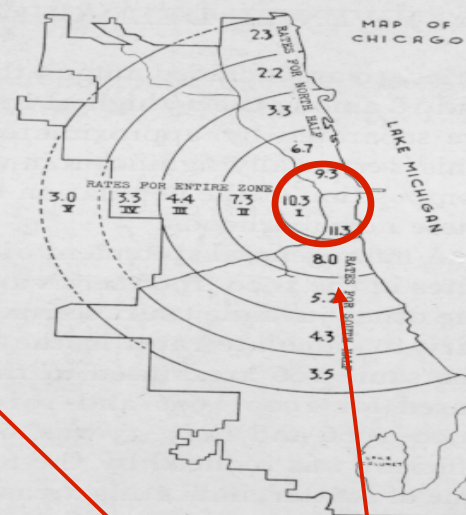 MAP OF
CHICAGO
2.3
RATES FOR NORTH HALF
2.2
3.3
6.7
LAKE MICHIGAN
9.3
RATES FOR ENTIRE ZONE
3.0 3.3 4.4 7.3 10.3
V IV III II I
11.3
8.0
RATES FOR SOUTH HALF
5.2
4.3
3.5
LAKE
CALUMET